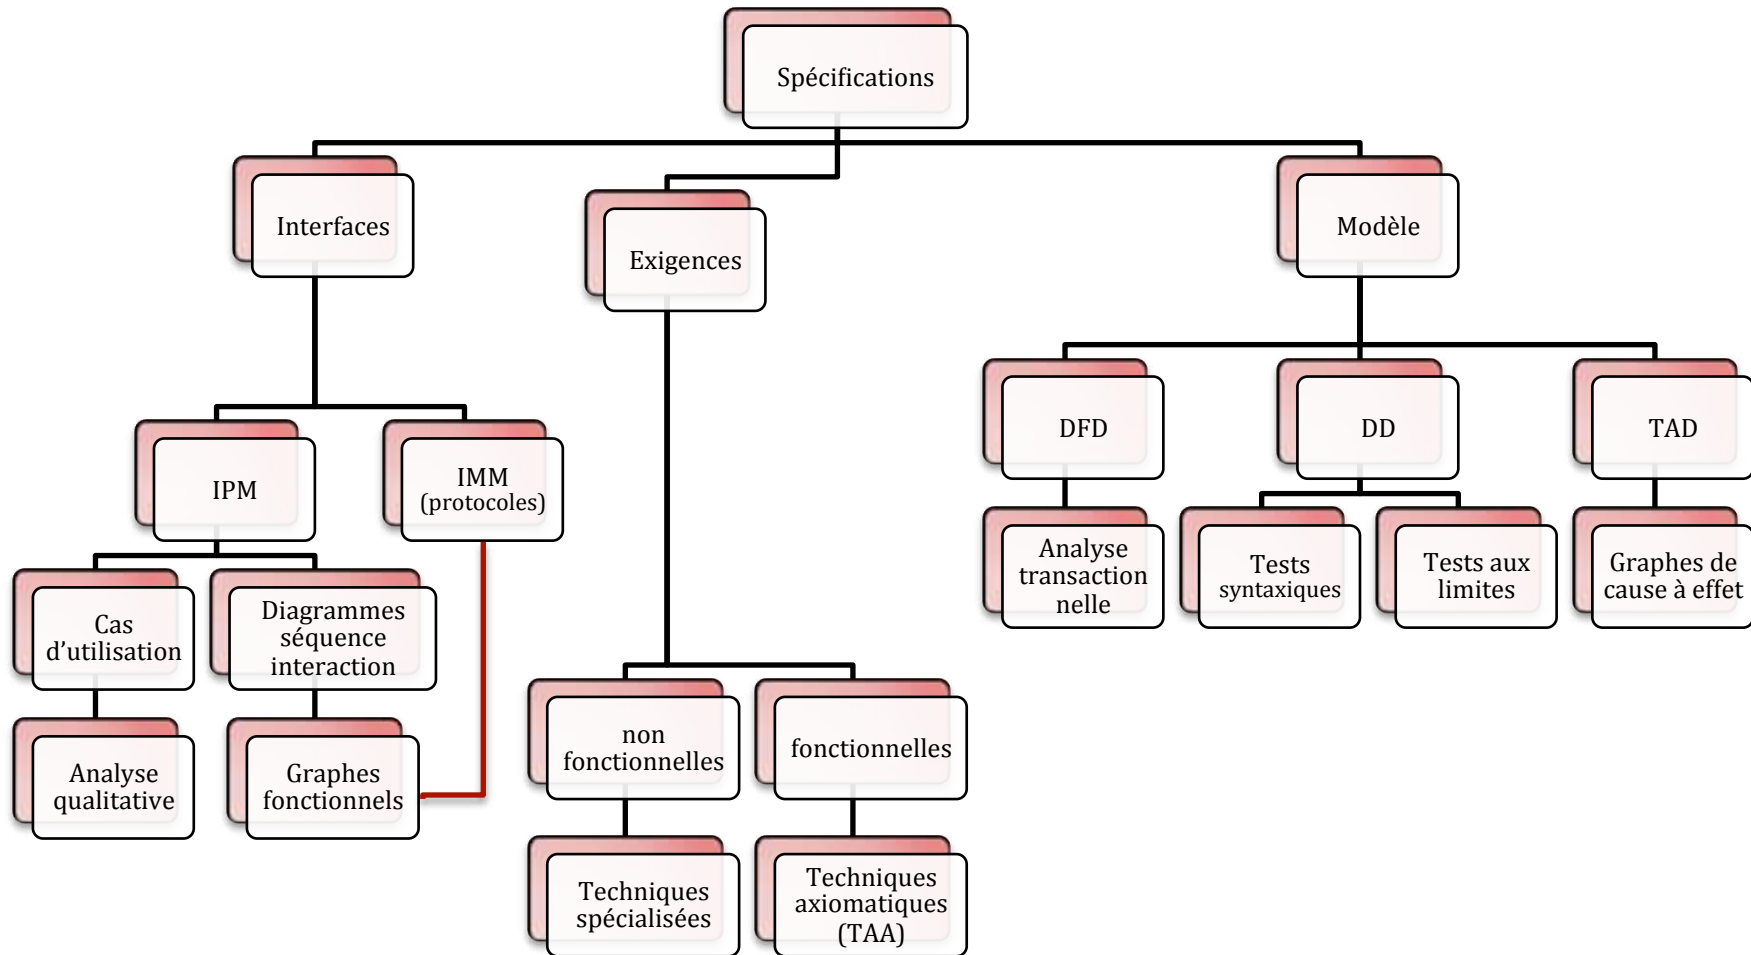 Spécifications
Interfaces
Exigences
Modèle
IPM
IMM
(protocoles)
DFD
DD
TAD
Cas
d’utilisation
Diagrammes
séquence
interaction
Analyse
transaction
nelle
Tests
syntaxiques
Tests aux
limites
Graphes de
cause à effet
Analyse
qualitative
Graphes
fonctionnels
non
fonctionnelles
fonctionnelles
Techniques
spécialisées
Techniques
axiomatiques
(TAA)